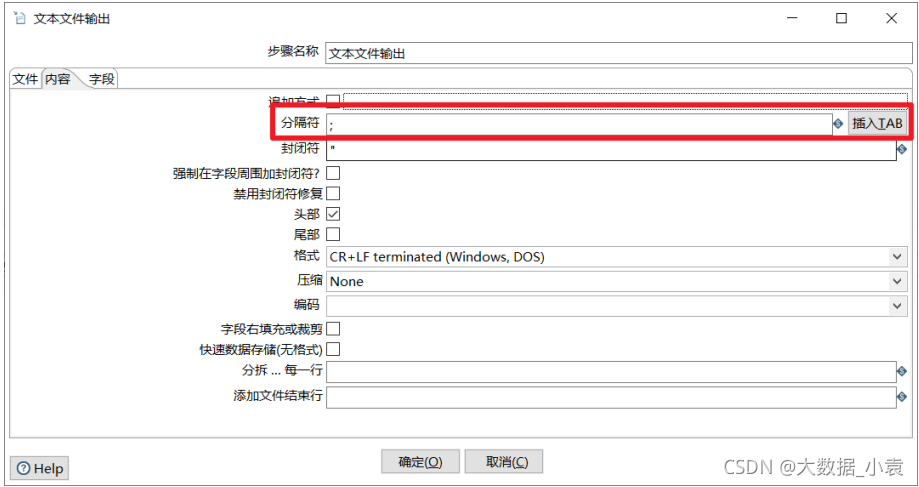 文本文件输出
步骤名称 文本文件输出
文件 内容 字段
追加方式
分隔符 ; 插入TAB
封闭符 "
强制在字段周围加封闭符?
禁用封闭符修复
头部
尾部
格式 CR+LF terminated (Windows, DOS)
压缩 None
编码
字段右填充或裁剪
快速数据存储(无格式)
分拆 ... 每一行
添加文件结束行
Help 确定(O) 取消(C)
CSDN @大数据_小袁